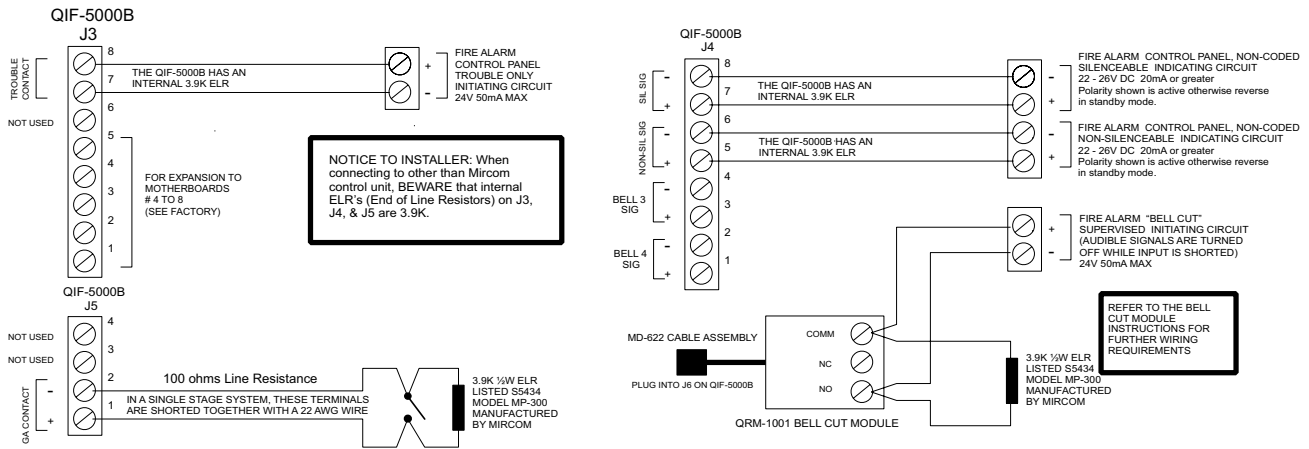 QIF-5000B
J3
8
7
6
5
4
3
2
1
TROUBLE
CONTACT
NOT USED
THE QIF-5000B HAS AN
INTERNAL 3.9K ELR
+
-
FIRE ALARM
CONTROL PANEL
TROUBLE ONLY
INITIATING CIRCUIT
24V 50mA MAX
FOR EXPANSION TO
MOTHERBOARDS
# 4 TO 8
(SEE FACTORY)
NOTICE TO INSTALLER: When
connecting to other than Mircom
control unit, BEWARE that internal
ELR's (End of Line Resistors) on J3,
J4, & J5 are 3.9K.
QIF-5000B
J5
4
3
2
1
NOT USED
NOT USED
GA CONTACT
-
+
100 ohms Line Resistance
IN A SINGLE STAGE SYSTEM, THESE TERMINALS
ARE SHORTED TOGETHER WITH A 22 AWG WIRE
3.9K ½W ELR
LISTED S5434
MODEL MP-300
MANUFACTURED
BY MIRCOM
QIF-5000B
J4
8
7
6
5
4
3
2
1
SIL SIG
-
+
NON-SIL SIG
-
+
BELL 3
SIG
-
+
BELL 4
SIG
-
+
THE QIF-5000B HAS AN
INTERNAL 3.9K ELR
THE QIF-5000B HAS AN
INTERNAL 3.9K ELR
-
+
FIRE ALARM CONTROL PANEL, NON-CODED
SILENCEABLE INDICATING CIRCUIT
22 - 26V DC 20mA or greater
Polarity shown is active otherwise reverse
in standby mode.
-
+
FIRE ALARM CONTROL PANEL, NON-CODED
NON-SILENCEABLE INDICATING CIRCUIT
22 - 26V DC 20mA or greater
Polarity shown is active otherwise reverse
in standby mode.
+
-
FIRE ALARM "BELL CUT"
SUPERVISED INITIATING CIRCUIT
(AUDIBLE SIGNALS ARE TURNED
OFF WHILE INPUT IS SHORTED)
24V 50mA MAX
REFER TO THE BELL
CUT MODULE
INSTRUCTIONS FOR
FURTHER WIRING
REQUIREMENTS
MD-622 CABLE ASSEMBLY
PLUG INTO J6 ON QIF-5000B
COMM
NC
NO
QRM-1001 BELL CUT MODULE
3.9K ½W ELR
LISTED S5434
MODEL MP-300
MANUFACTURED
BY MIRCOM